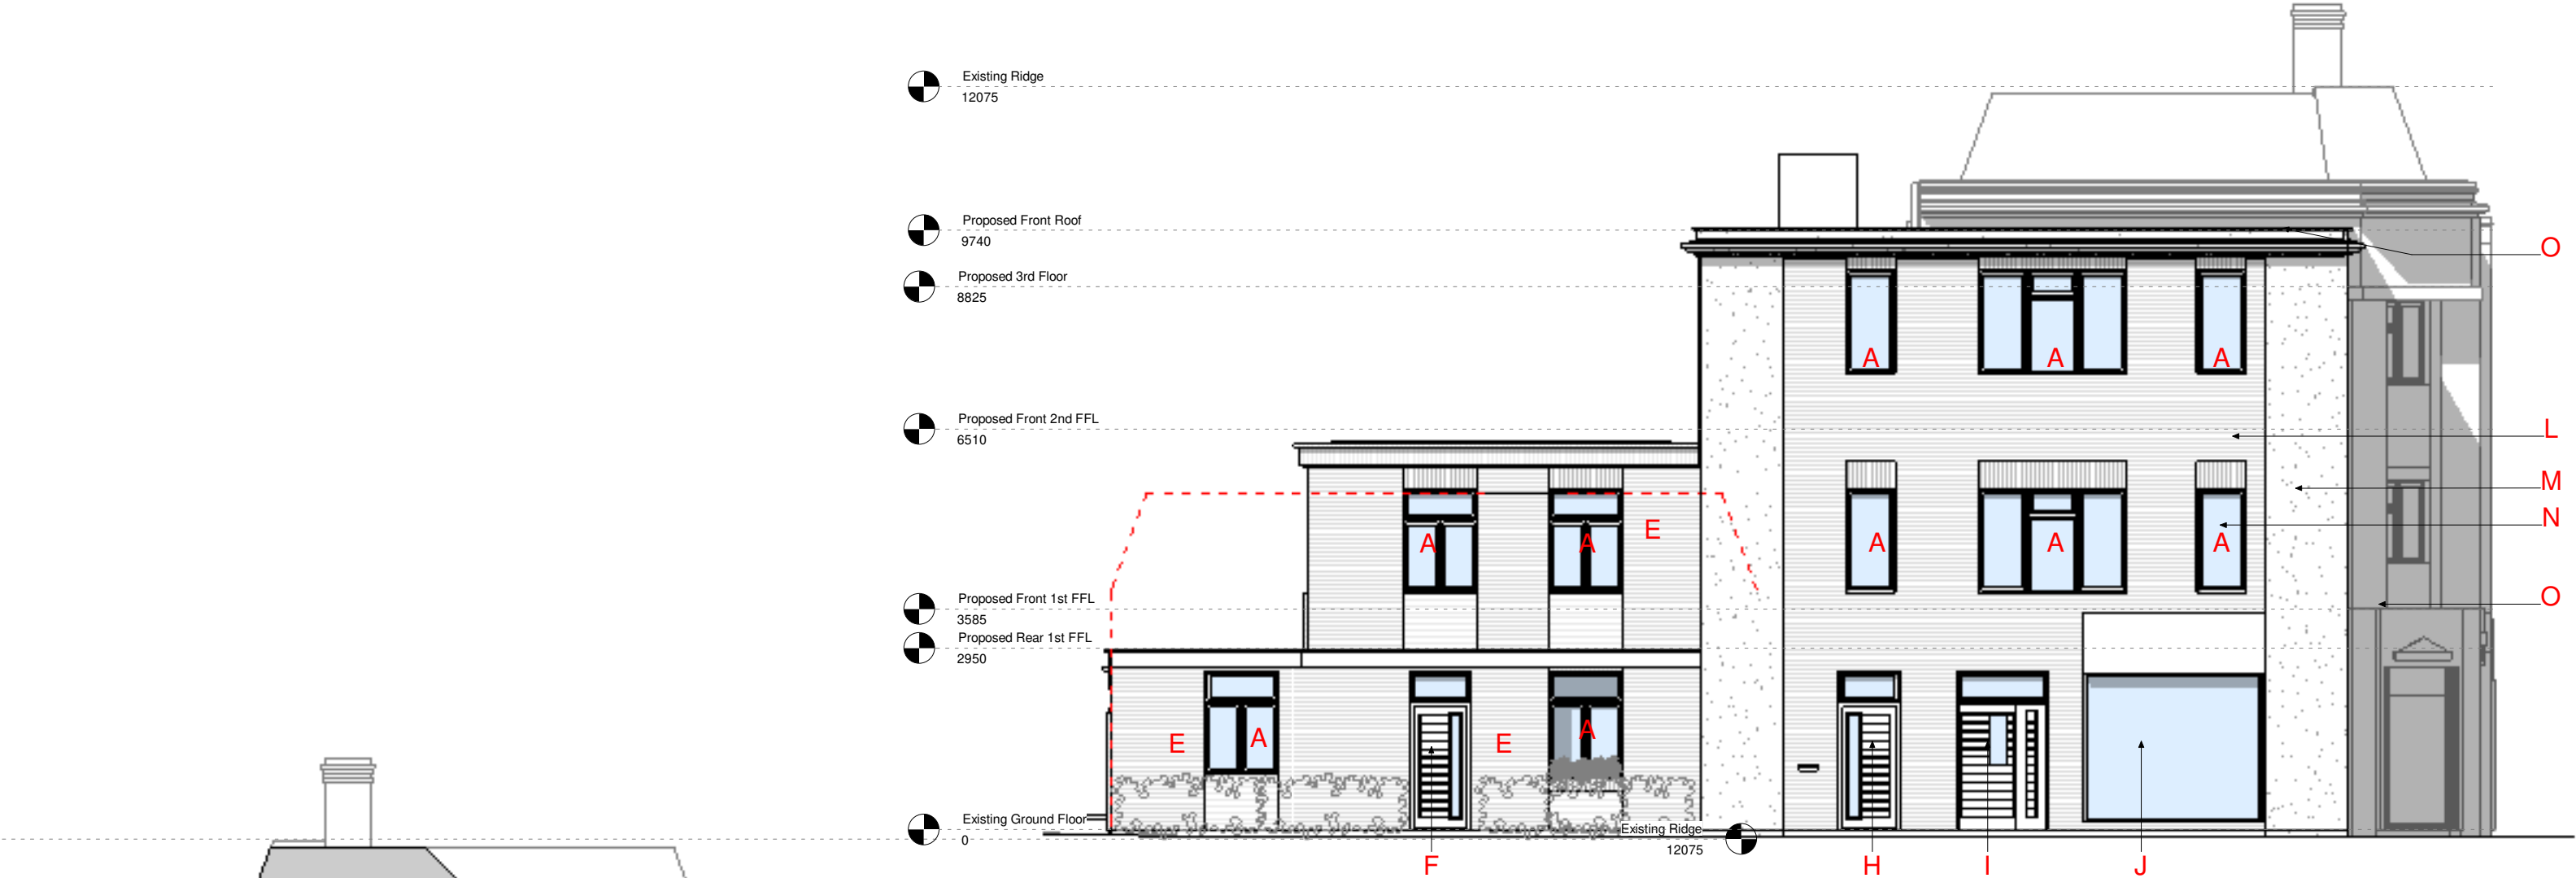 Existing Ridge
12075
Proposed Front Roof
9740
O
Proposed 3rd Floor
8825
A A A
Proposed Front 2nd FFL
6510
L
M
N
E
A A A A A
Proposed Front 1st FFL
3585
O
Proposed Rear 1st FFL
2950
E A E A
Existing Ground Floor
0
Existing Ridge
12075
F H I J